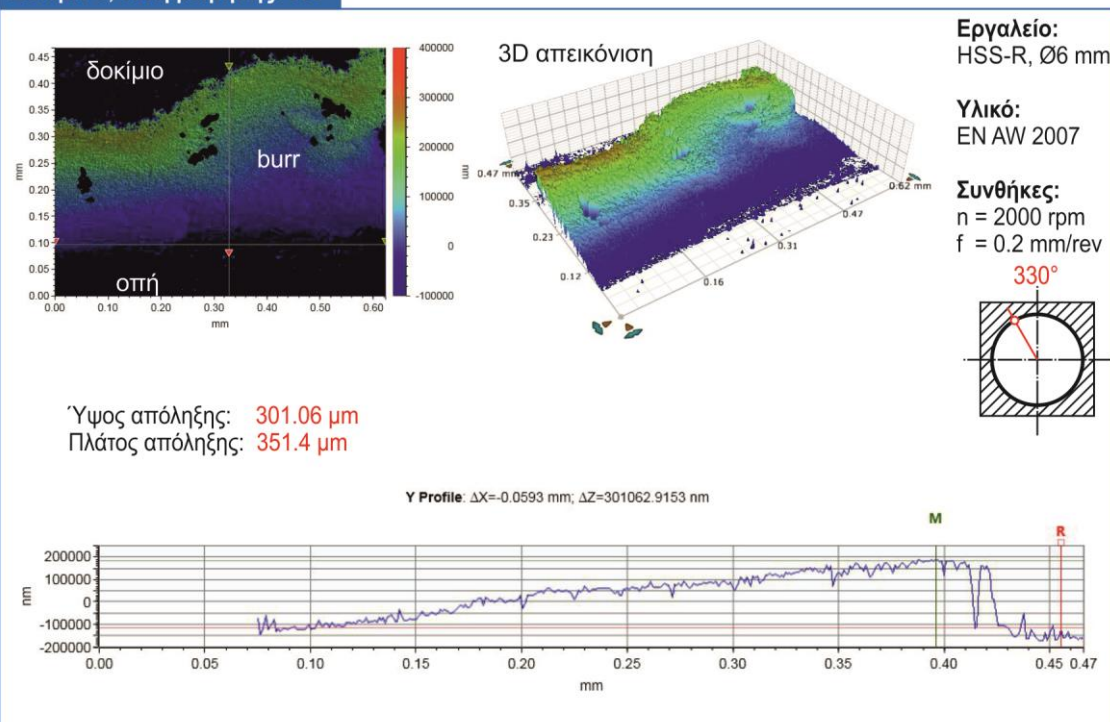 0.45
0.40
0.35
0.30
0.25
0.20
0.15
0.10
0.05
0.00
mm
0.00 0.10 0.20 0.30 0.40 0.50 0.60
mm
δοκίμιο
burr
οπή
400000
300000
200000
100000
0
-100000
nm
3D απεικόνιση
0.47 mm
0.35
0.23
0.12
0.16
0.31
0.47
0.62 mm
Εργαλείο:
HSS-R, Ø6 mm
Υλικό:
EN AW 2007
Συνθήκες:
n = 2000 rpm
f = 0.2 mm/rev
330°
Ύψος απόληξης: 301.06 μm
Πλάτος απόληξης: 351.4 μm
Y Profile: ΔX=-0.0593 mm; ΔZ=301062.9153 nm
M
R
200000
100000
0
-100000
-200000
nm
0.00 0.05 0.10 0.15 0.20 0.25 0.30 0.35 0.40 0.45 0.47
mm